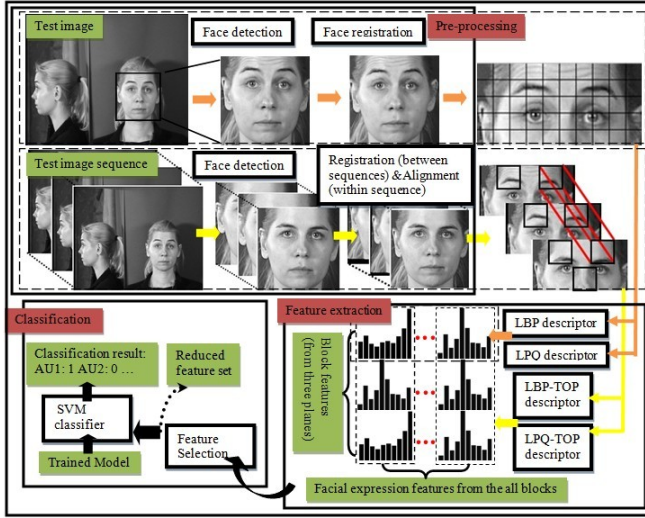 Test image
Face detection
Face registration
Pre-processing
Test image sequence
Face detection
Registration (between
sequences) &Alignment
(within sequence)
Classification
Classification result:
AU1: 1 AU2: 0 ...
Reduced
feature set
SVM
classifier
Feature
Selection
Trained Model
Feature extraction
Block features
(from three
planes)
LBP descriptor
LPQ descriptor
LBP-TOP
descriptor
LPQ-TOP
descriptor
Facial expression features from the all blocks